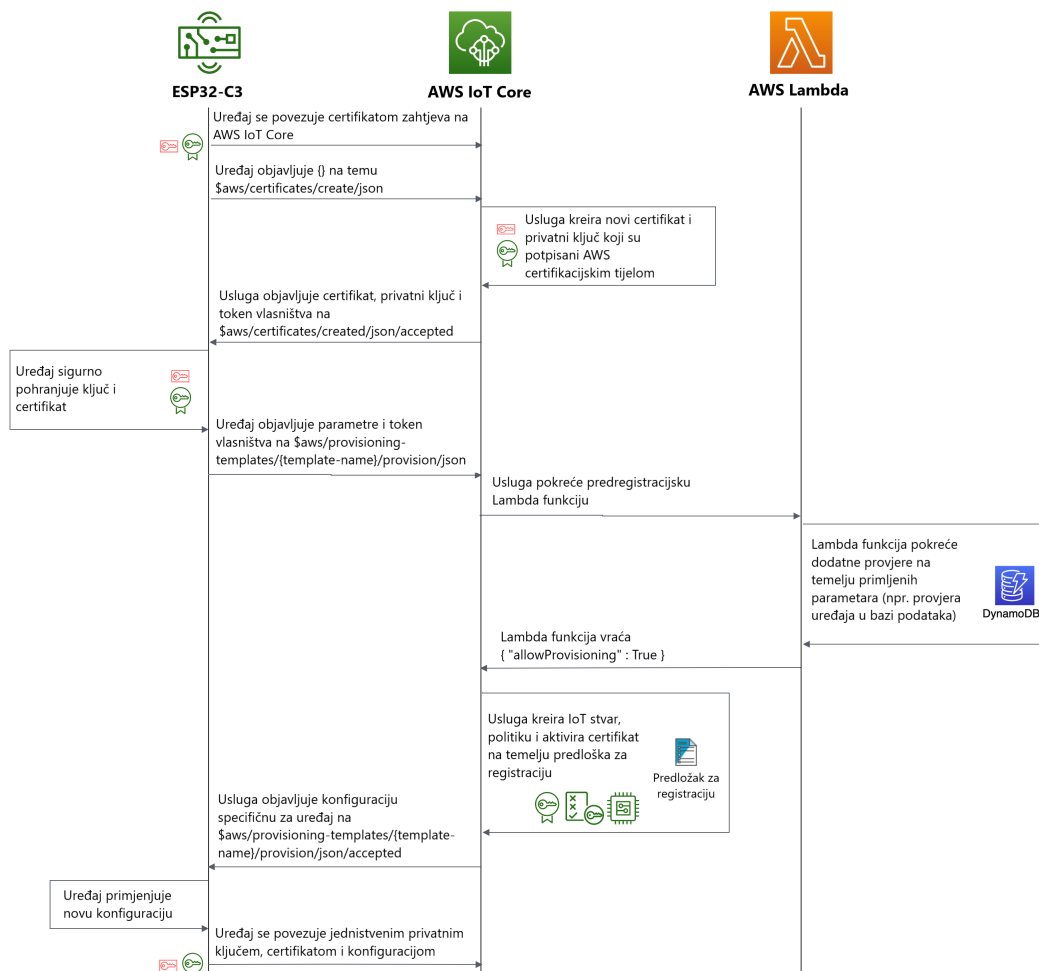 ESP32-C3
AWS IoT Core
AWS Lambda
Uređaj se povezuje certifikatom zahtjeva na
AWS IoT Core
Uređaj objavljuje {} na temu
$aws/certificates/create/json
Usluga kreira novi certifikat i
privatni ključ koji su
potpisani AWS
certifikacijskim tijelom
Usluga objavljuje certifikat, privatni ključ i
token vlasništva na
$aws/certificates/created/json/accepted
Uređaj sigurno
pohranjuje ključ i
certifikat
Uređaj objavljuje parametre i token
vlasništva na $aws/provisioning-
templates/{template-name}/provision/json
Usluga pokreće predregistracijsku
Lambda funkciju
Lambda funkcija pokreće
dodatne provjere na
temelju primljenih
parametara (npr. provjera
uređaja u bazi podataka)
DynamoDB
Lambda funkcija vraća
{ "allowProvisioning" : True }
Usluga kreira IoT stvar,
politiku i aktivira certifikat
na temelju predloška za
registraciju
Predložak za
registraciju
Usluga objavljuje konfiguraciju
specifičnu za uređaj na
$aws/provisioning-templates/{template-
name}/provision/json/accepted
Uređaj primjenjuje
novu konfiguraciju
Uređaj se povezuje jednistvenim privatnim
ključem, certifikatom i konfiguracijom